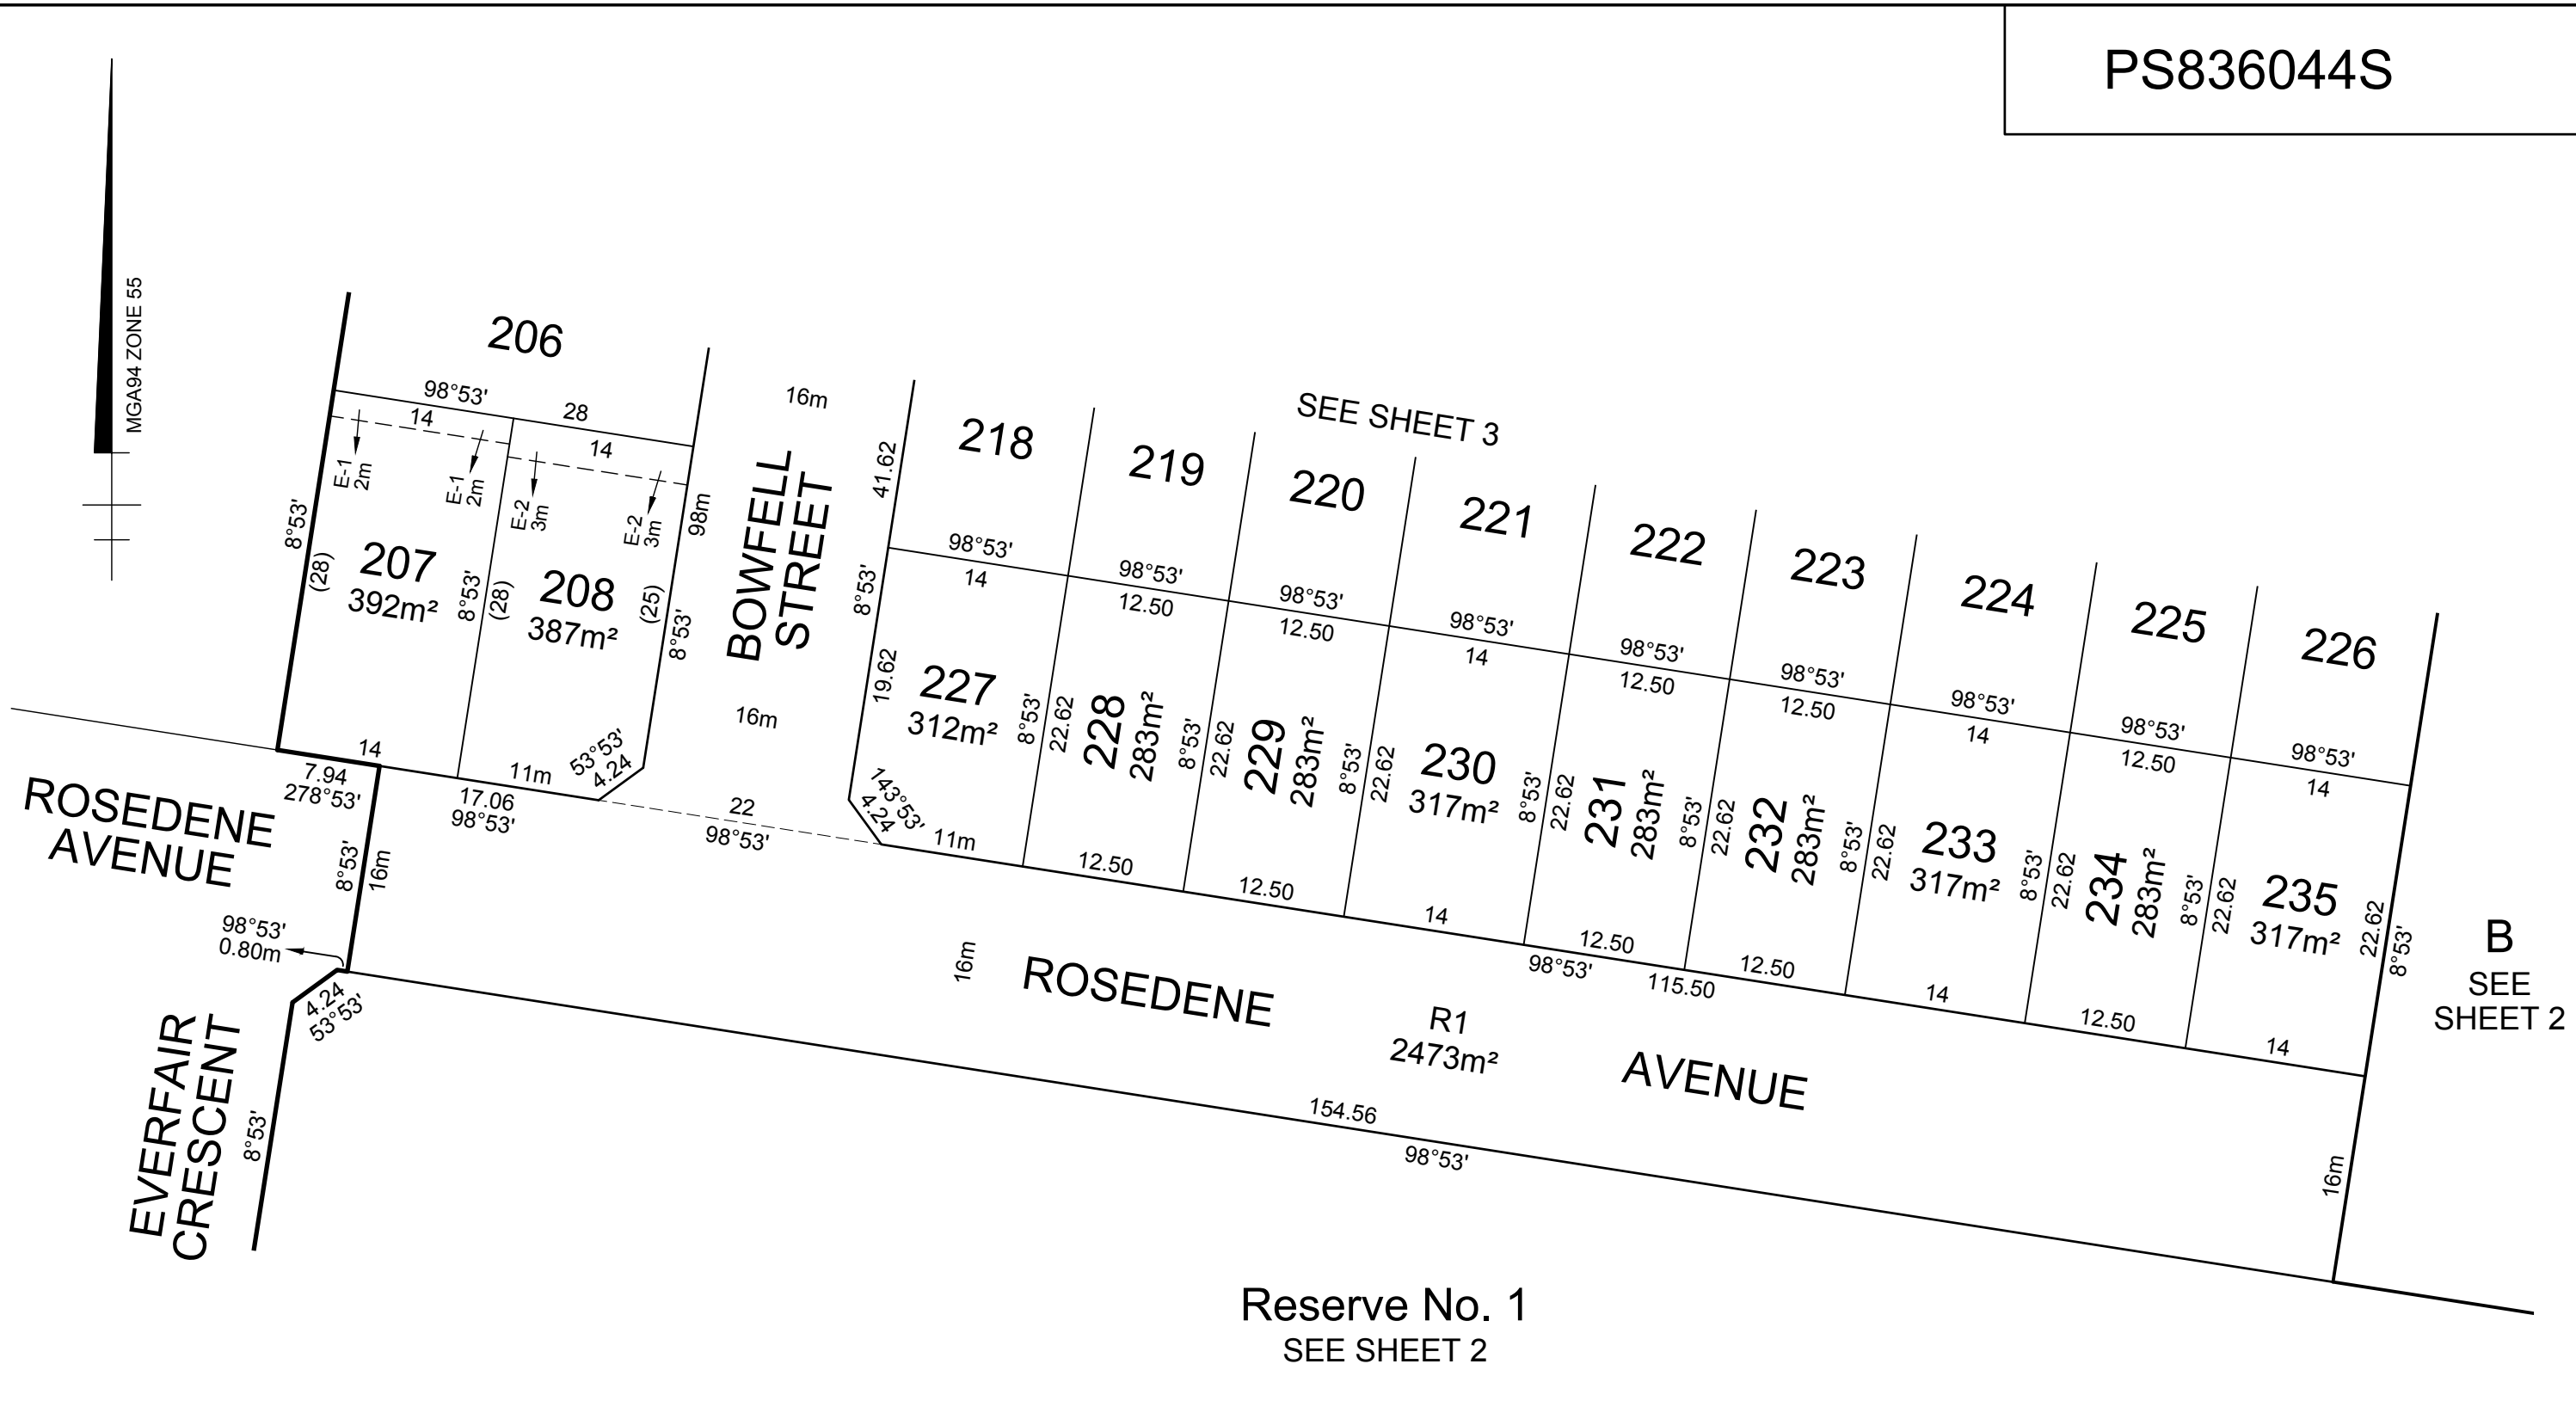 PS836044S
MGA94 ZONE 55
206
98°53'
14
28
14
E-1
2m
E-1
2m
E-2
3m
E-2
3m
8°53'
(28)
207
392m²
8°53'
(28)
208
387m²
(25)
8°53'
98m
14
7.94
278°53'
11m
17.06
98°53'
53°53'
4.24
16m
BOWFELL
STREET
16m
41.62
8°53'
19.62
22
98°53'
143°53'
4.24
11m
SEE SHEET 3
218
219
220
221
222
223
224
225
226
98°53'
14
98°53'
12.50
98°53'
12.50
98°53'
14
98°53'
12.50
98°53'
12.50
98°53'
14
98°53'
12.50
98°53'
14
227
312m²
8°53'
22.62
228
283m²
8°53'
22.62
229
283m²
8°53'
22.62
230
317m²
8°53'
22.62
231
283m²
8°53'
22.62
232
283m²
8°53'
22.62
233
317m²
8°53'
22.62
234
283m²
8°53'
22.62
235
317m²
22.62
8°53'
12.50
12.50
14
12.50
98°53'
115.50
12.50
14
12.50
14
B
SEE
SHEET 2
ROSEDENE
AVENUE
8°53'
16m
98°53'
0.80m
4.24
53°53'
EVERFAIR
CRESCENT
8°53'
16m
ROSEDENE
R1
2473m²
AVENUE
154.56
98°53'
16m
Reserve No. 1
SEE SHEET 2